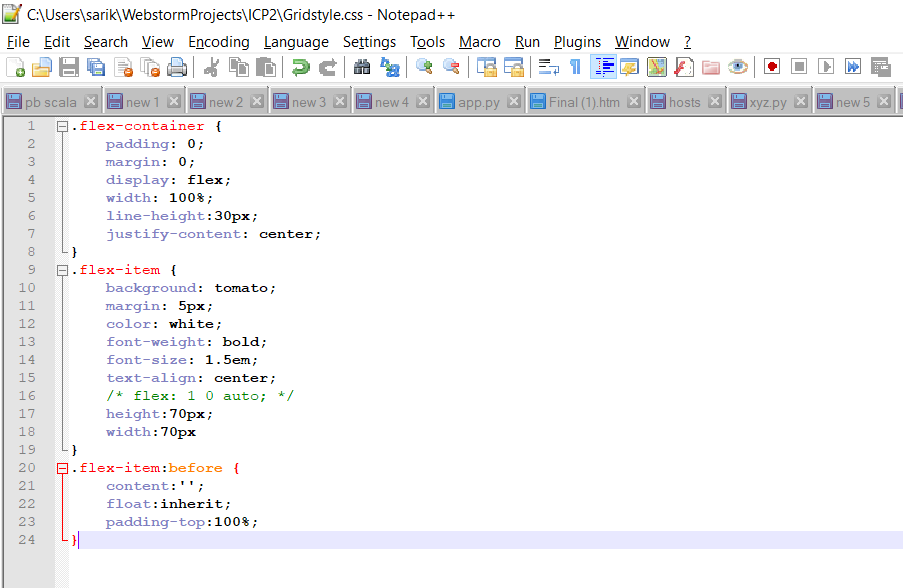 C:\Users\sarik\WebstormProjects\ICP2\Gridstyle.css - Notepad++
File Edit Search View Encoding Language Settings Tools Macro Run Plugins Window ?
pb scala new 1 new 2 new 3 new 4 app.py Final (1).htm hosts xyz.py new 5
1 .flex-container {
2 padding: 0;
3 margin: 0;
4 display: flex;
5 width: 100%;
6 line-height:30px;
7 justify-content: center;
8 }
9 .flex-item {
10 background: tomato;
11 margin: 5px;
12 color: white;
13 font-weight: bold;
14 font-size: 1.5em;
15 text-align: center;
16 /* flex: 1 0 auto; */
17 height:70px;
18 width:70px
19 }
20 .flex-item:before {
21 content:'';
22 float:inherit;
23 padding-top:100%;
24 }